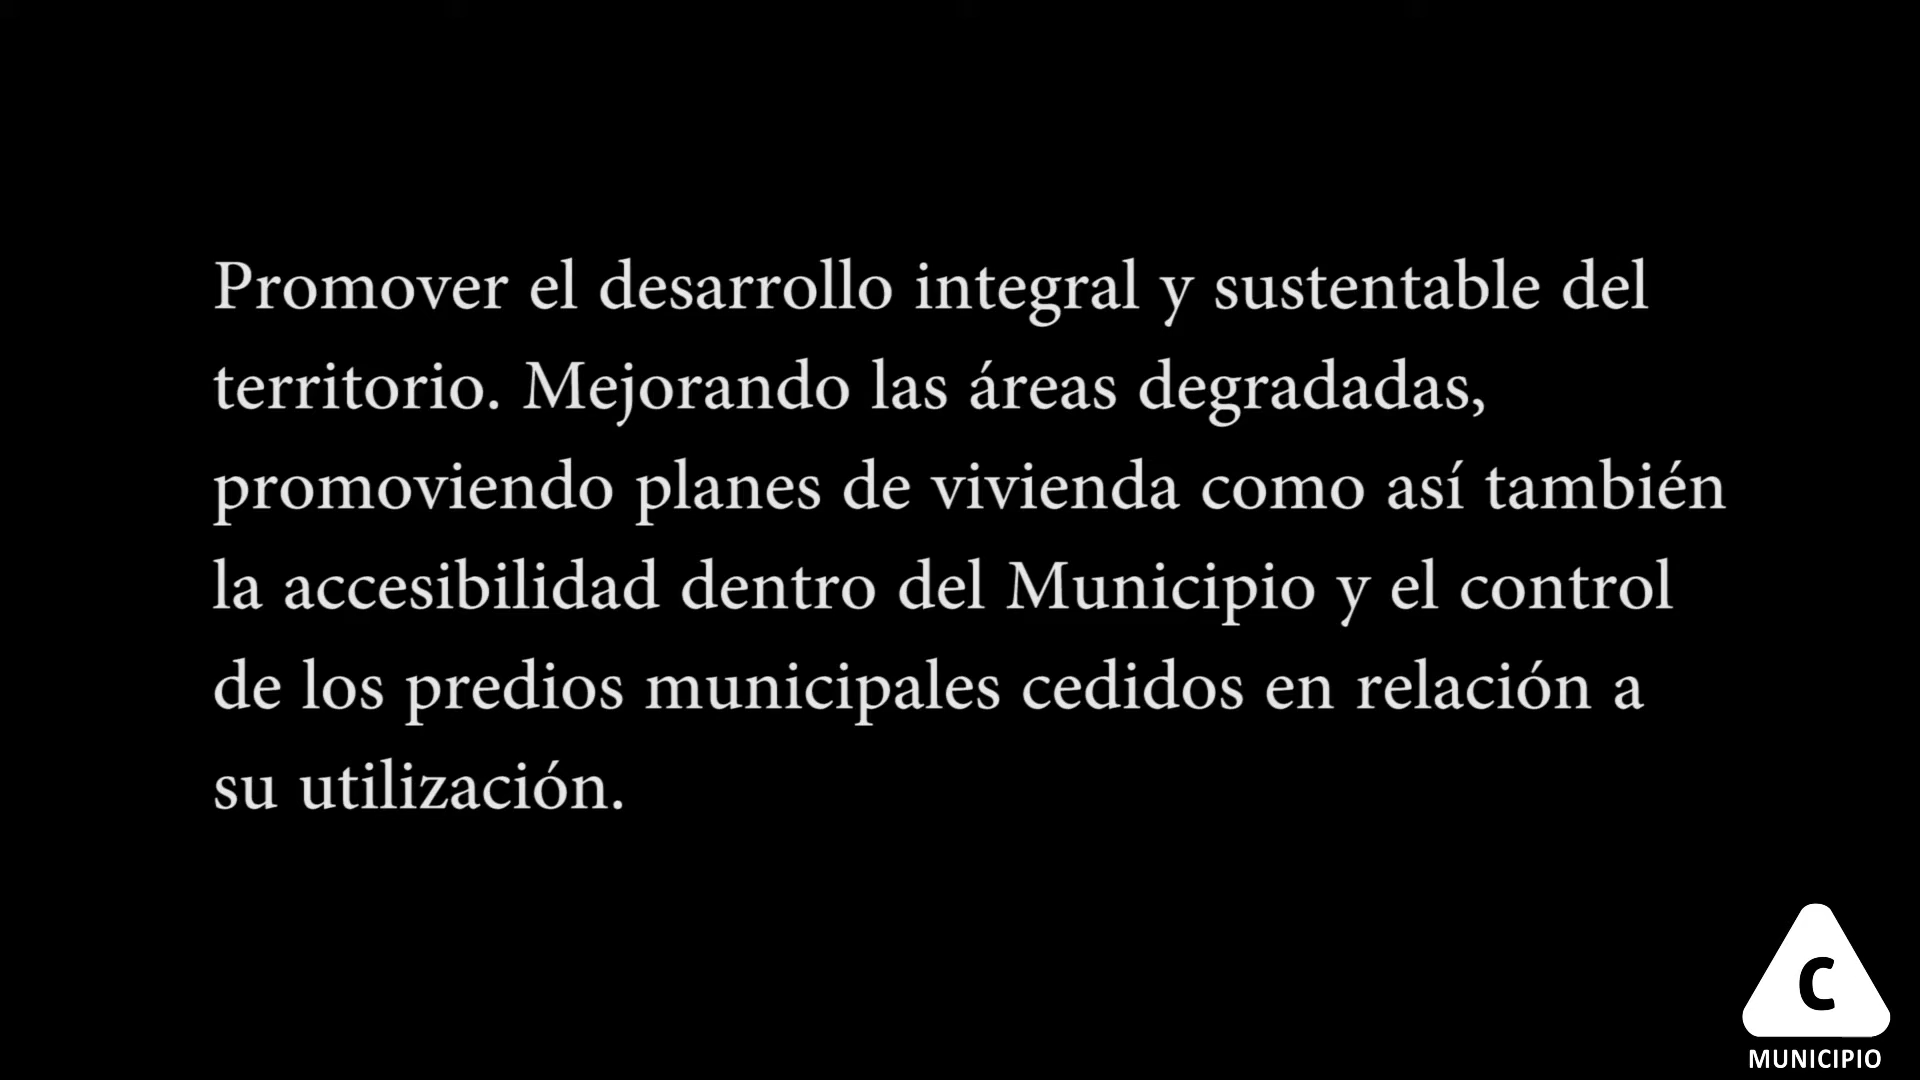 Promover el desarrollo integral y sustentable del
territorio. Mejorando las áreas degradadas,
promoviendo planes de vivienda como así también
la accesibilidad dentro del Municipio y el control
de los predios municipales cedidos en relación a
su utilización.
C
MUNICIPIO